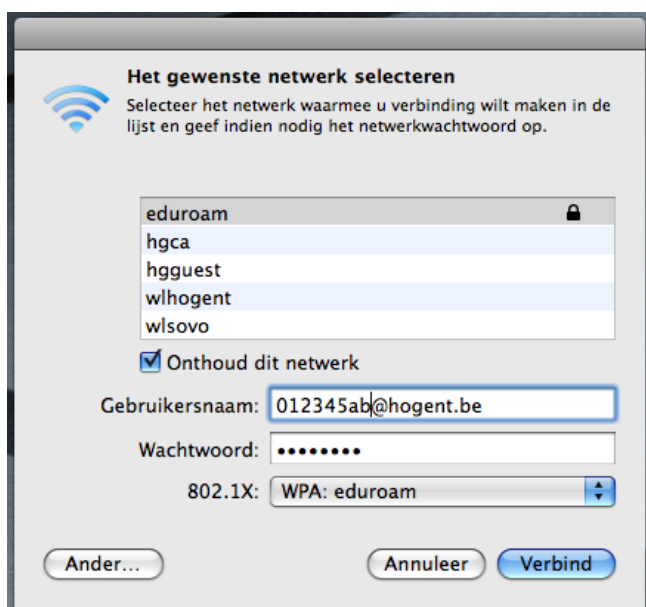 Het gewenste netwerk selecteren
Selecteer het netwerk waarmee u verbinding wilt maken in de
lijst en geef indien nodig het netwerkwachtwoord op.
eduroam
hgca
hgguest
wlhogent
wlsovo
Onthoud dit netwerk
Gebruikersnaam: 012345ab@hogent.be
Wachtwoord: ••••••••
802.1X: WPA: eduroam
Ander... Annuleer Verbind